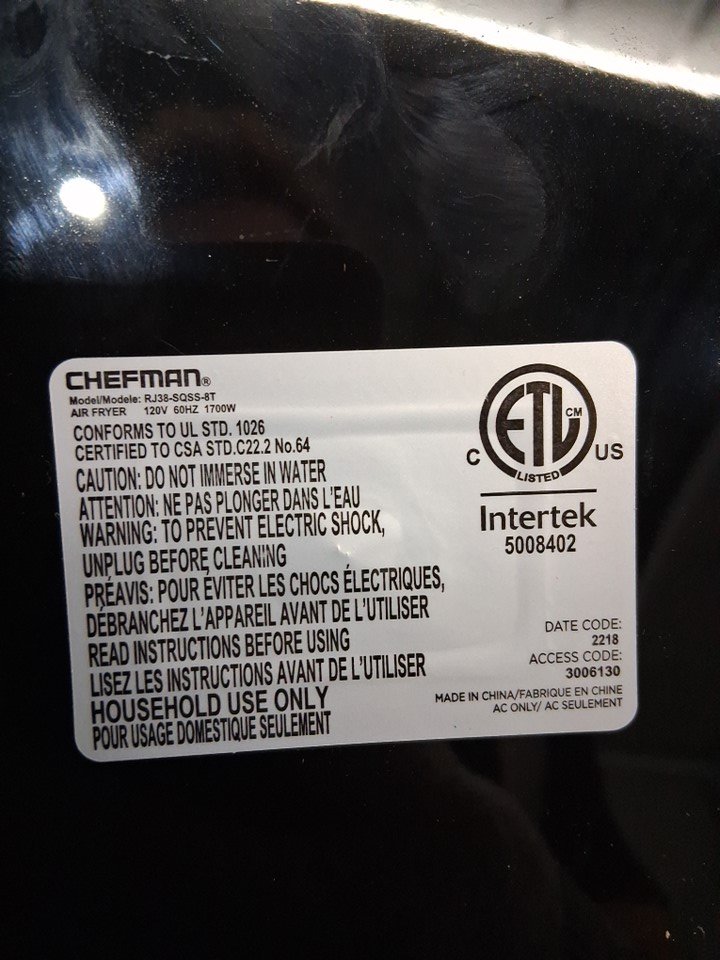 CHEFMAN®
Model/Modele: RJ38-SQSS-8T
AIR FRYER 120V 60HZ 1700W
CONFORMS TO UL STD. 1026
CERTIFIED TO CSA STD.C22.2 No.64
CAUTION: DO NOT IMMERSE IN WATER
ATTENTION: NE PAS PLONGER DANS L'EAU
WARNING: TO PREVENT ELECTRIC SHOCK,
UNPLUG BEFORE CLEANING
PRÉAVIS: POUR ÉVITER LES CHOCS ÉLECTRIQUES,
DÉBRANCHEZ L'APPAREIL AVANT DE L'UTILISER
READ INSTRUCTIONS BEFORE USING
LISEZ LES INSTRUCTIONS AVANT DE L'UTILISER
HOUSEHOLD USE ONLY
POUR USAGE DOMESTIQUE SEULEMENT
ETL CM
C LISTED US
Intertek
5008402
DATE CODE:
2218
ACCESS CODE:
3006130
MADE IN CHINA/FABRIQUE EN CHINE
AC ONLY/ AC SEULEMENT